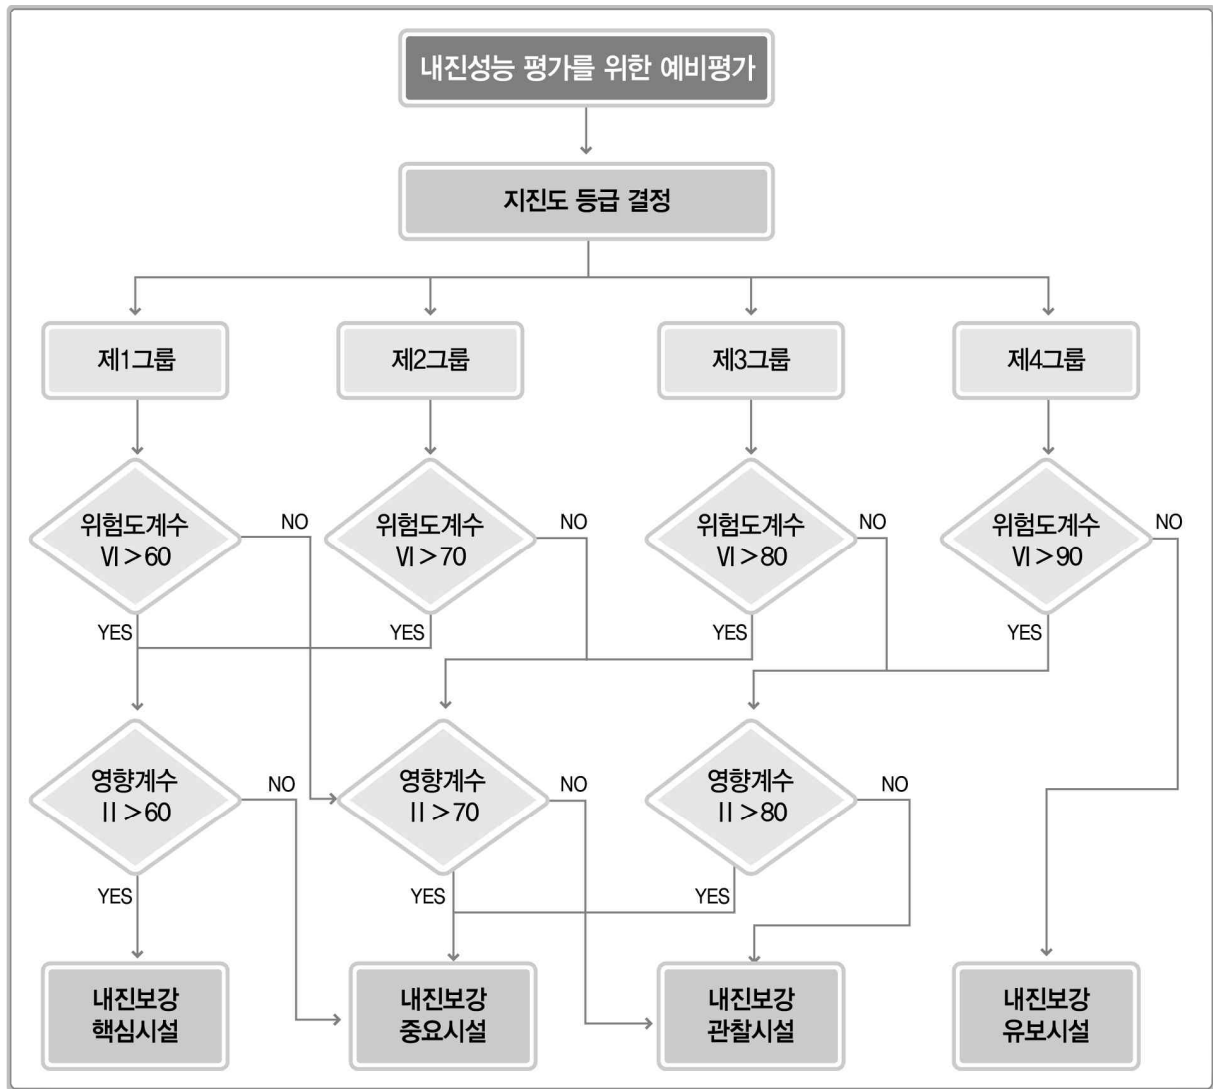 내진성능 평가를 위한 예비평가
지진도 등급 결정
제1그룹
제2그룹
제3그룹
제4그룹
위험도계수
VI > 60
NO
위험도계수
VI > 70
NO
위험도계수
VI > 80
NO
위험도계수
VI > 90
NO
YES
YES
YES
YES
영향계수
II > 60
NO
영향계수
II > 70
NO
영향계수
II > 80
NO
YES
YES
YES
내진보강
핵심시설
내진보강
중요시설
내진보강
관찰시설
내진보강
유보시설